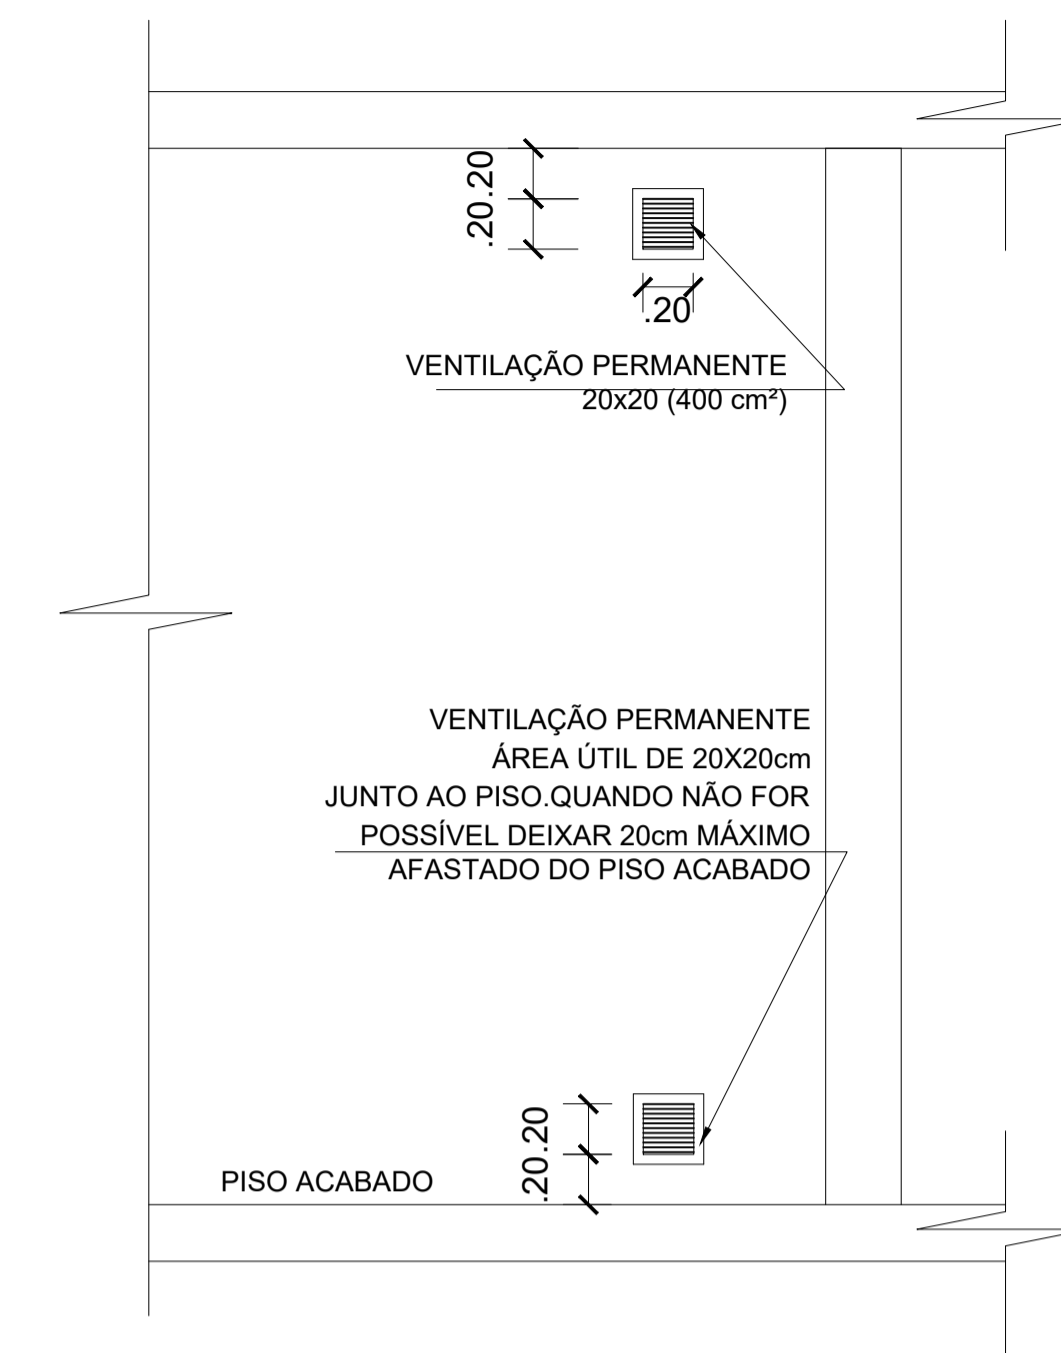 .20
.20
.20
VENTILAÇÃO PERMANENTE
20x20 (400 cm²)
VENTILAÇÃO PERMANENTE
ÁREA ÚTIL DE 20X20cm
JUNTO AO PISO.QUANDO NÃO FOR
POSSÍVEL DEIXAR 20cm MÁXIMO
AFASTADO DO PISO ACABADO
.20
.20
PISO ACABADO